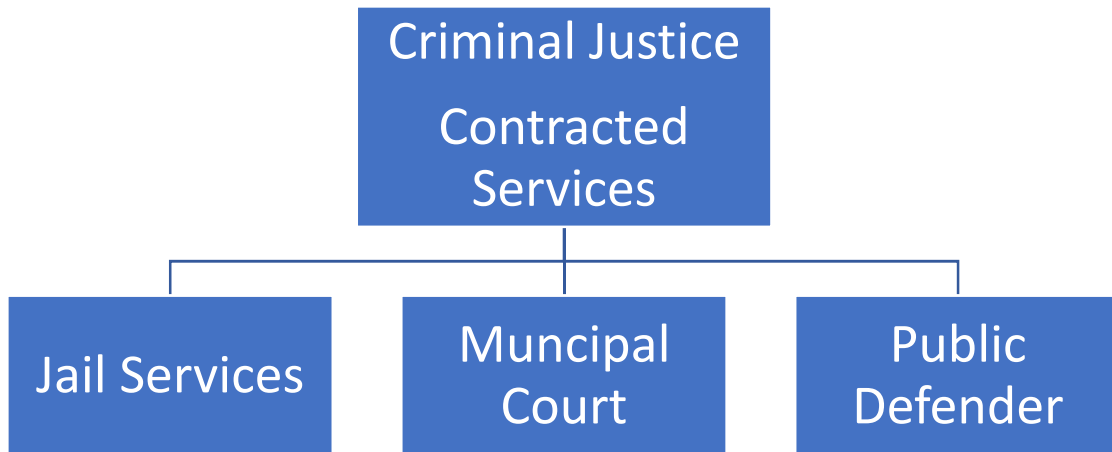 Criminal Justice
Contracted
Services
Jail Services
Muncipal
Court
Public
Defender